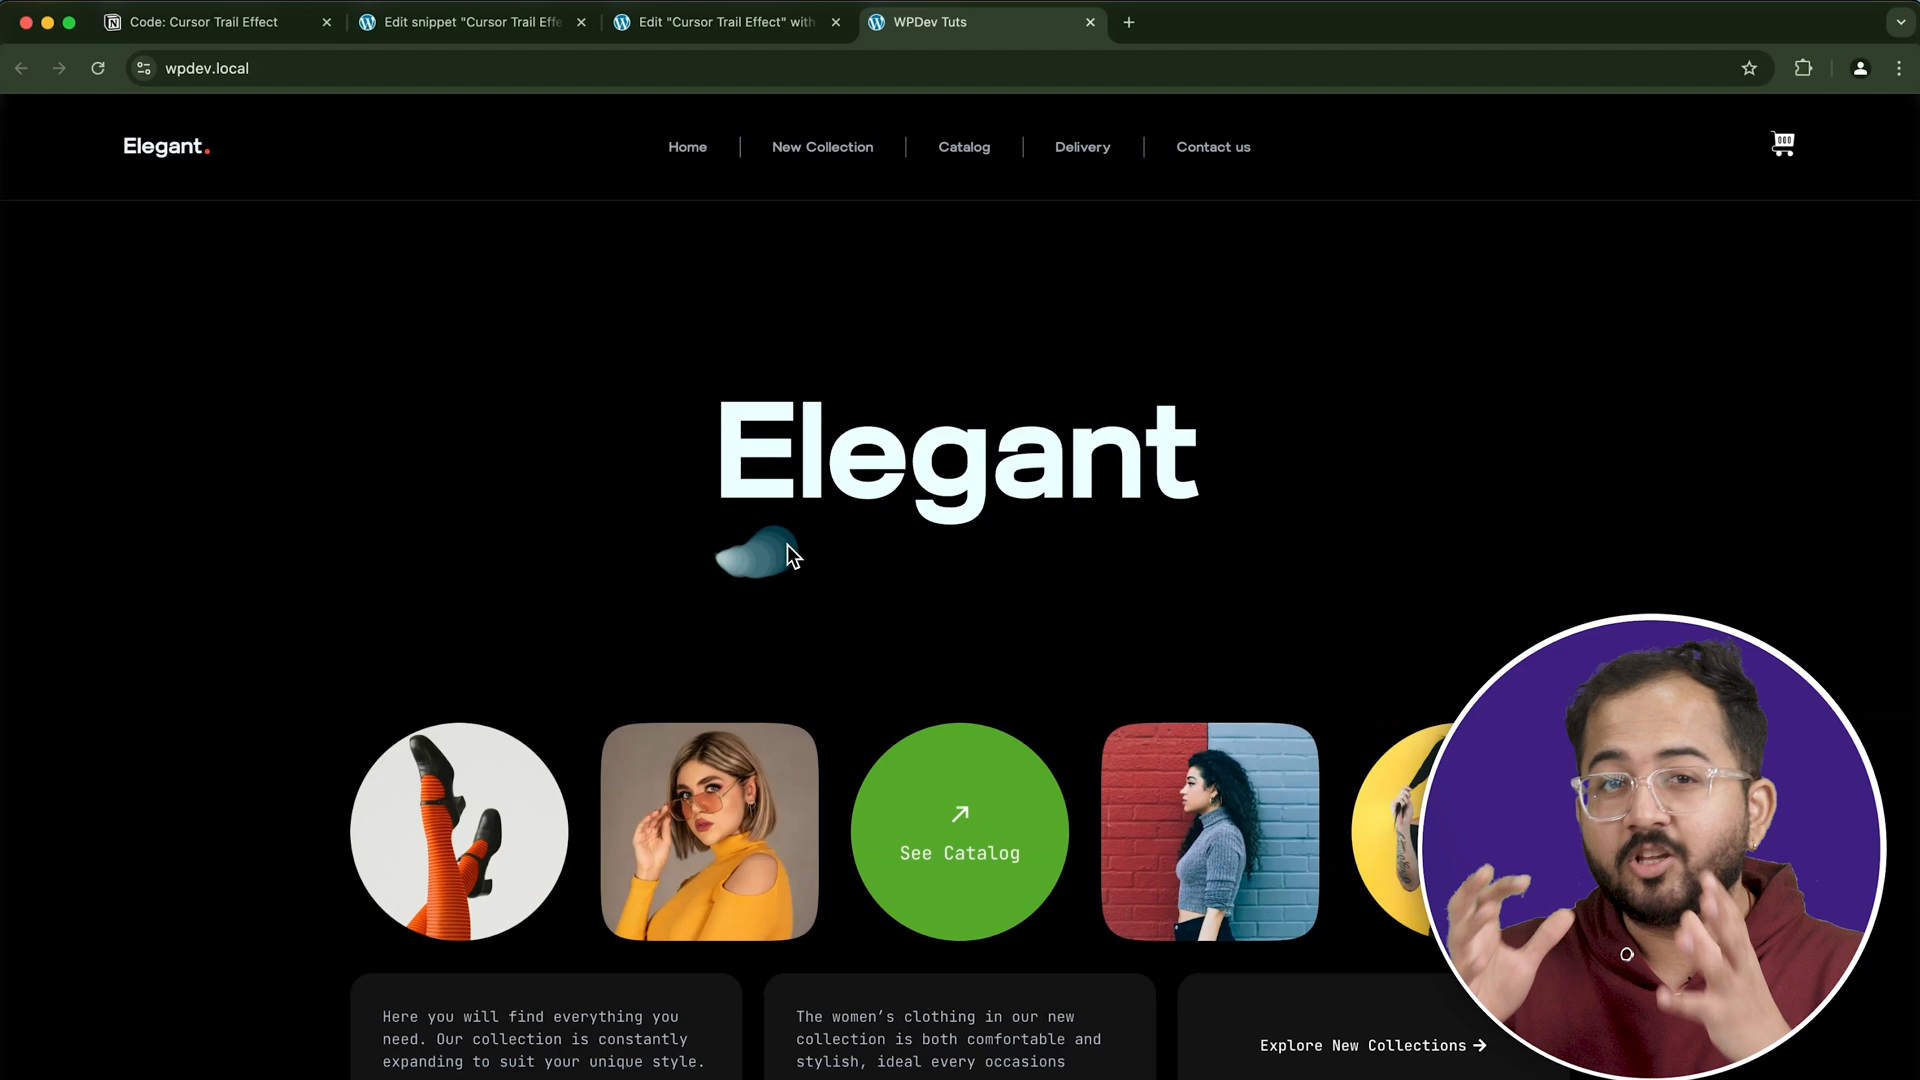 Code: Cursor Trail Effect
Edit snippet "Cursor Trail Effe
Edit "Cursor Trail Effect" with
WPDev Tuts
wpdev.local
Elegant.
Home
New Collection
Catalog
Delivery
Contact us
Elegant
See Catalog
Here you will find everything you
need. Our collection is constantly
expanding to suit your unique style.
The women’s clothing in our new
collection is both comfortable and
stylish, ideal every occasions
Explore New Collections →